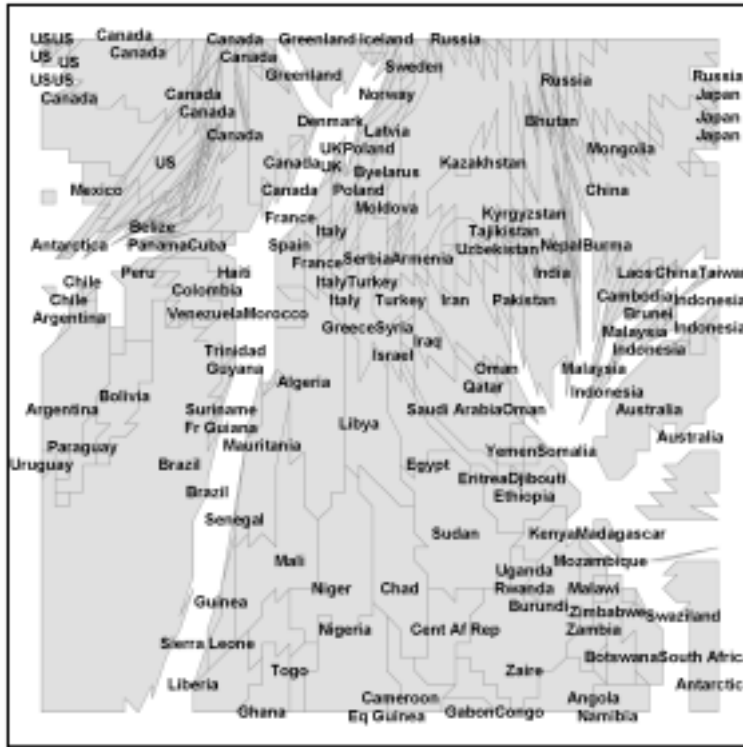 USUS Canada Canada Greenland Iceland Russia
US US Canada Canada Sweden
USUS Greenland Russia Russia
Canada Canada Norway Japan
Canada Denmark Bhutan Japan
Canada Latvia Japan
UKPoland Mongolia
US Canada UK Byelarus Kazakhstan
Mexico Canada Poland China
Moldova
France Kyrgyzstan
Belize Italy Tajikistan
Antarctica PanamaCuba Spain Uzbekistan NepalBurma
France SerbiaArmenia
Chile Peru Haiti ItalyTurkey India LaosChinaTaiwan
Chile Colombia Italy Turkey Iran Pakistan Cambodia Indonesia
Argentina VenezuelaMorocco Brunei
GreeceSyria Malaysia Indonesia
Trinidad Israel Iraq Indonesia
Guyana Oman Malaysia
Algeria Qatar Indonesia
Bolivia
Argentina Suriname Saudi ArabiaOman Australia
Fr Guiana Libya
Paraguay Mauritania YemenSomalia Australia
Uruguay Brazil Egypt
EritreaDjibouti
Brazil Ethiopia
Senegal Sudan KenyaMadagascar
Mali Mozambique
Uganda
Niger Chad Rwanda Malawi
Guinea Burundi
Zimbabwe Swaziland
Sierra Leone Nigeria Cent Af Rep Zambia
BotswanaSouth Afric
Liberia Togo Zaire Antarctic
Cameroon Angola
Ghana Eq Guinea GabonCongo Namibia